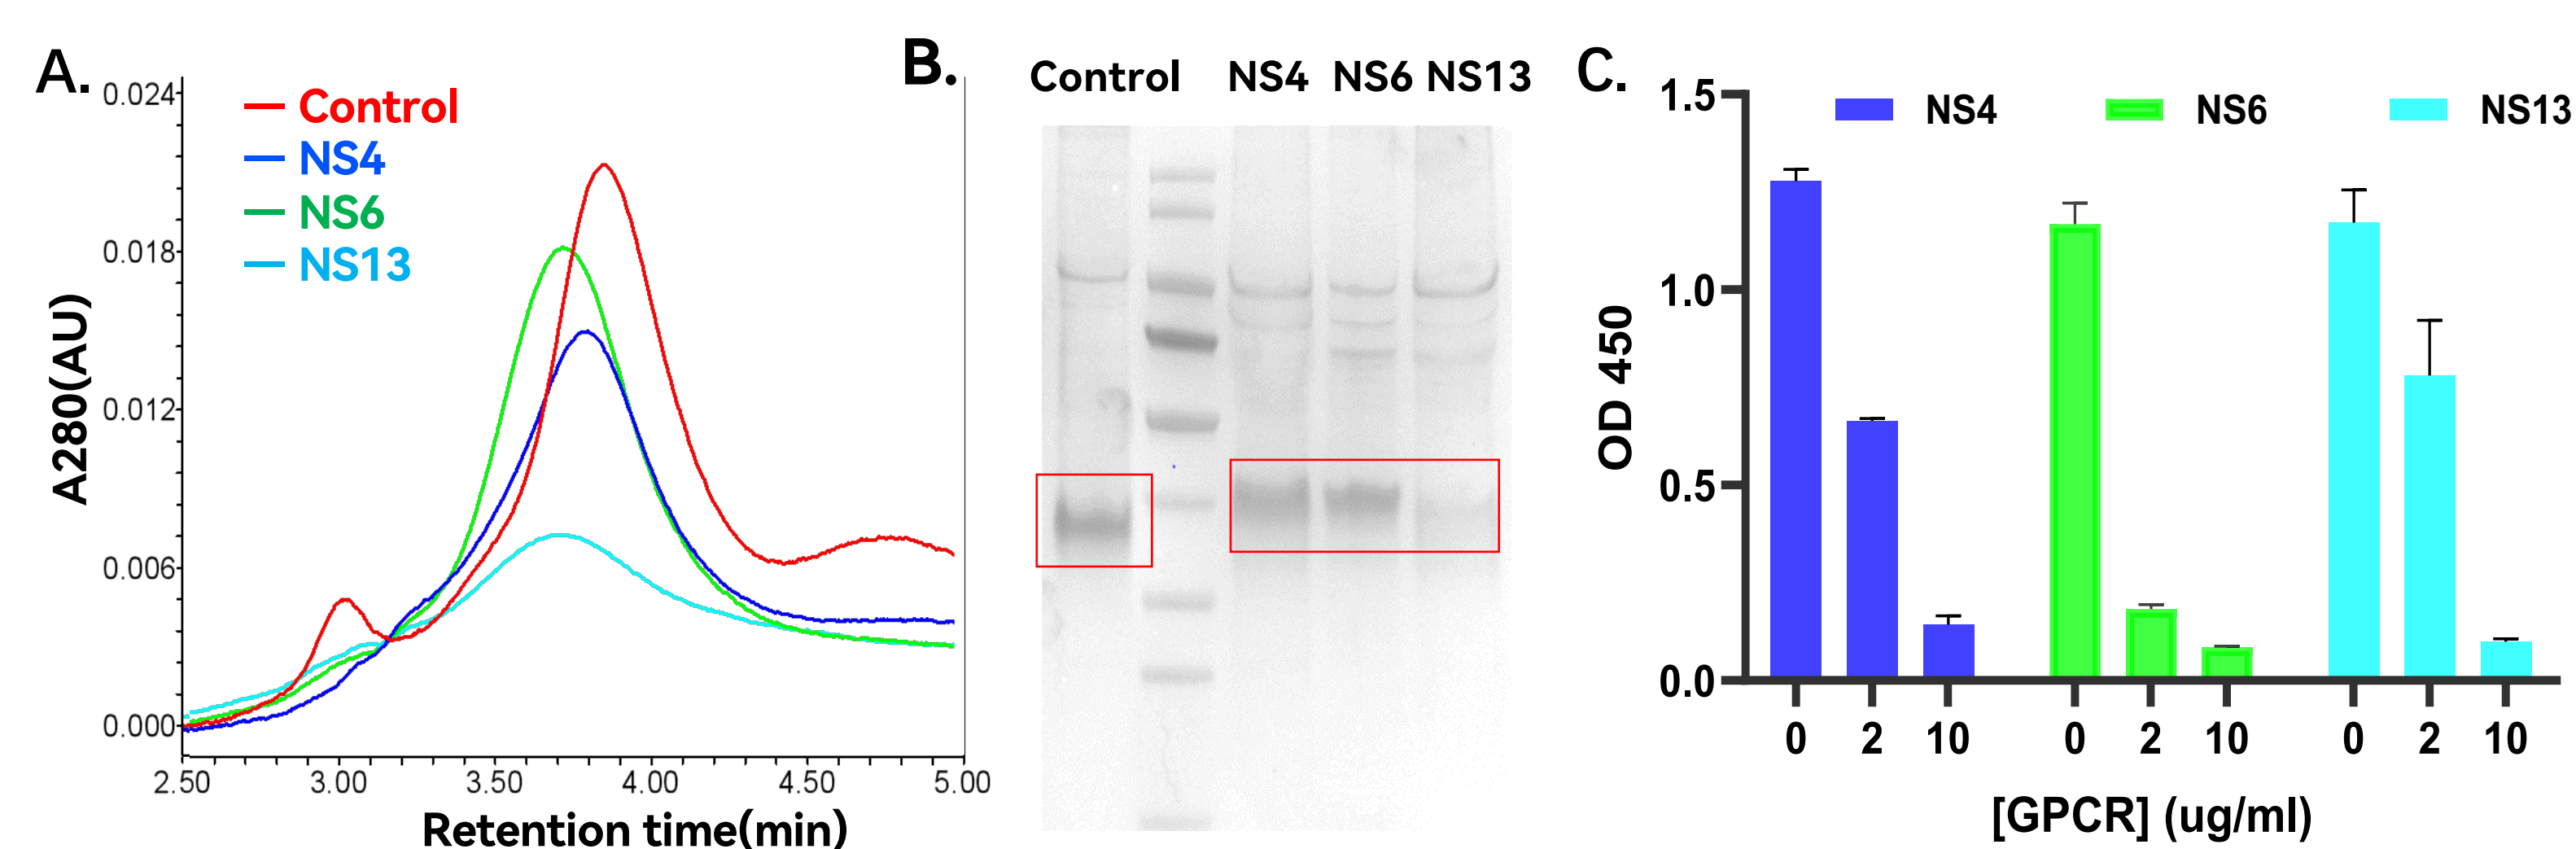 A.
0.024
0.018
0.012
0.006
0.000
A280(AU)
Control
NS4
NS6
NS13
2.50 3.00 3.50 4.00 4.50 5.00
Retention time(min)
B.
Control NS4 NS6 NS13
C.
1.5
1.0
0.5
0.0
OD 450
NS4 NS6 NS13
0 2 10 0 2 10 0 2 10
[GPCR] (ug/ml)